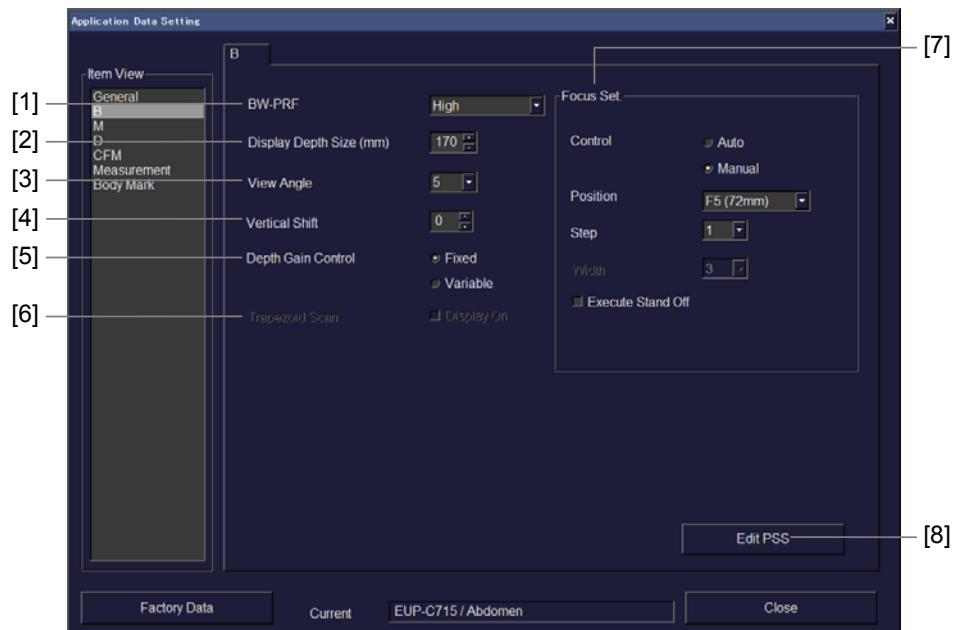 Application Data Setting
[7]
B
Item View
General
B
M
D
CFM
Measurement
Body Mark
[1]
BW-PRF
High
[2]
Display Depth Size (mm)
170
[3]
View Angle
5
[4]
Vertical Shift
0
[5]
Depth Gain Control
Fixed
Variable
[6]
Trapezoid Scan
Display On
Focus Set.
Control
Auto
Manual
Position
F5 (72mm)
Step
1
Width
3
Execute Stand Off
Edit PSS
[8]
Factory Data
Current
EUP-C715 / Abdomen
Close